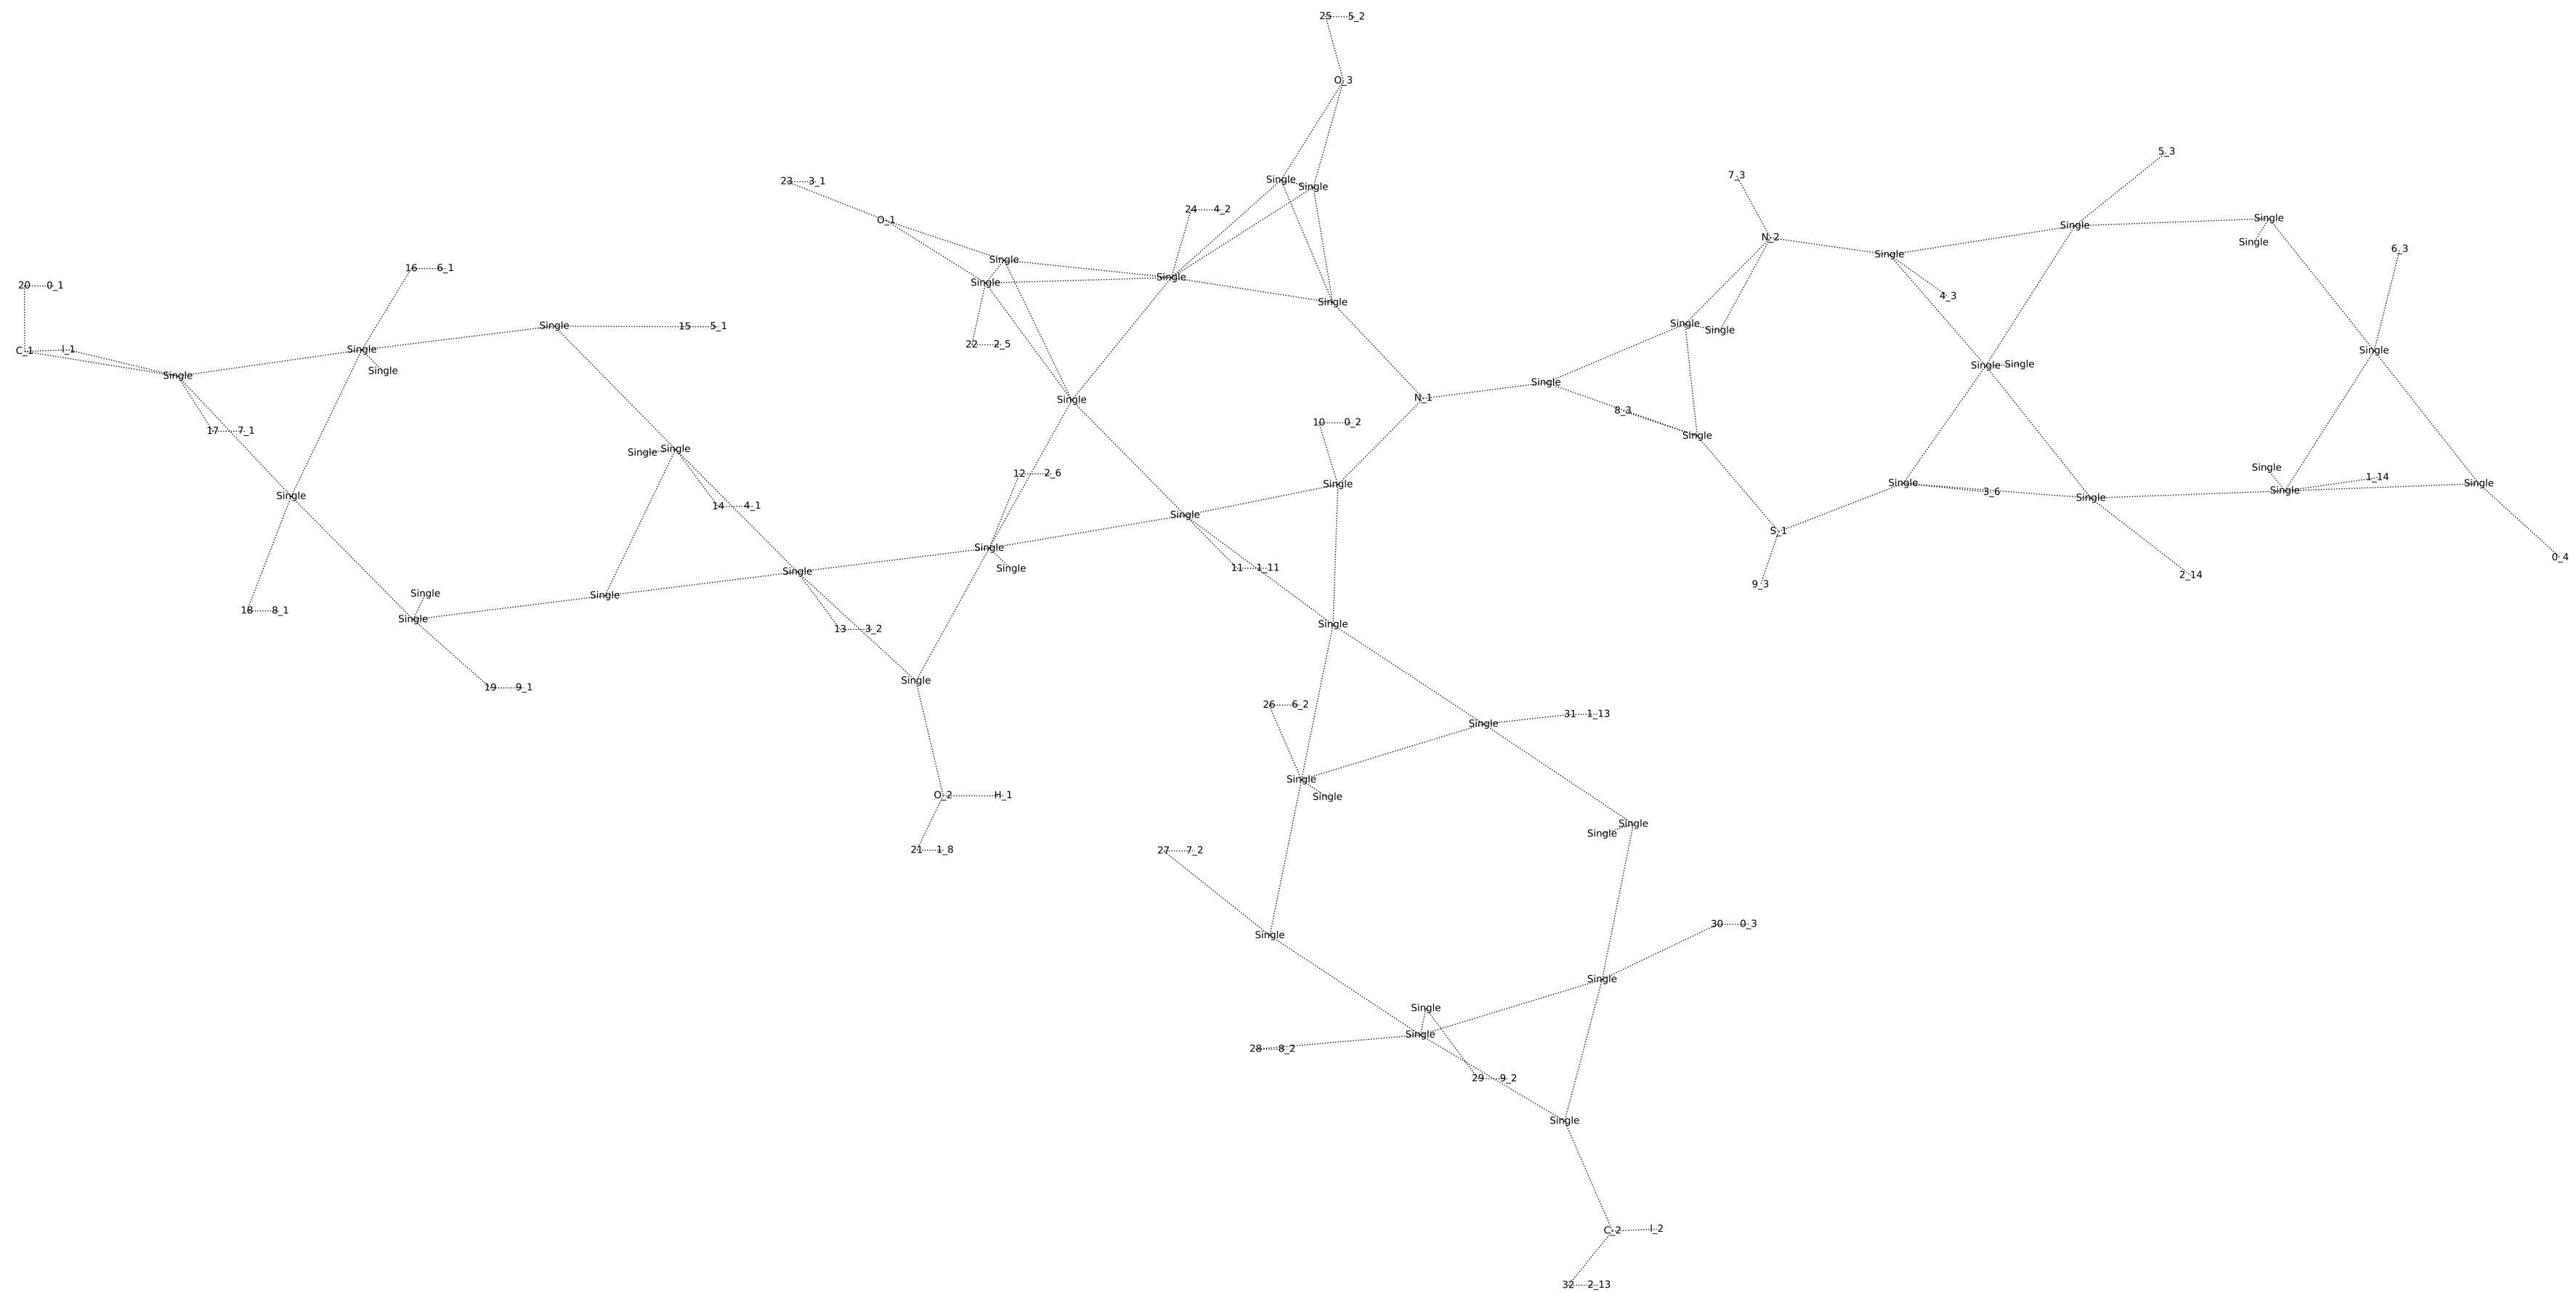 25 5_2
O_3
5_3
7_3
23 3_1
Single
Single
24 4_2
O_1
Single
Single
N_2
Single
6_3
Single
Single
Single
16 6_1
Single
Single
20 0_1
4_3
Single
Single
Single
15 5_1
Single
22 2_5
C_1
I_1
Single
Single
Single
Single
Single
Single
Single
N_1
Single
8_3
10 0_2
17 7_1
Single
Single
Single
Single
12 2_6
1_14
Single
Single
Single
Single
3_6
Single
Single
14 4_1
Single
S_1
Single
0_4
Single
Single
11 1_11
2_14
9_3
Single
Single
18 8_1
Single
Single
13 3_2
Single
19 9_1
26 6_2
31 1_13
Single
Single
O_2
H_1
Single
Single
Single
21 1_8
27 7_2
30 0_3
Single
Single
Single
Single
28 8_2
29 9_2
Single
C_2
I_2
32 2_13